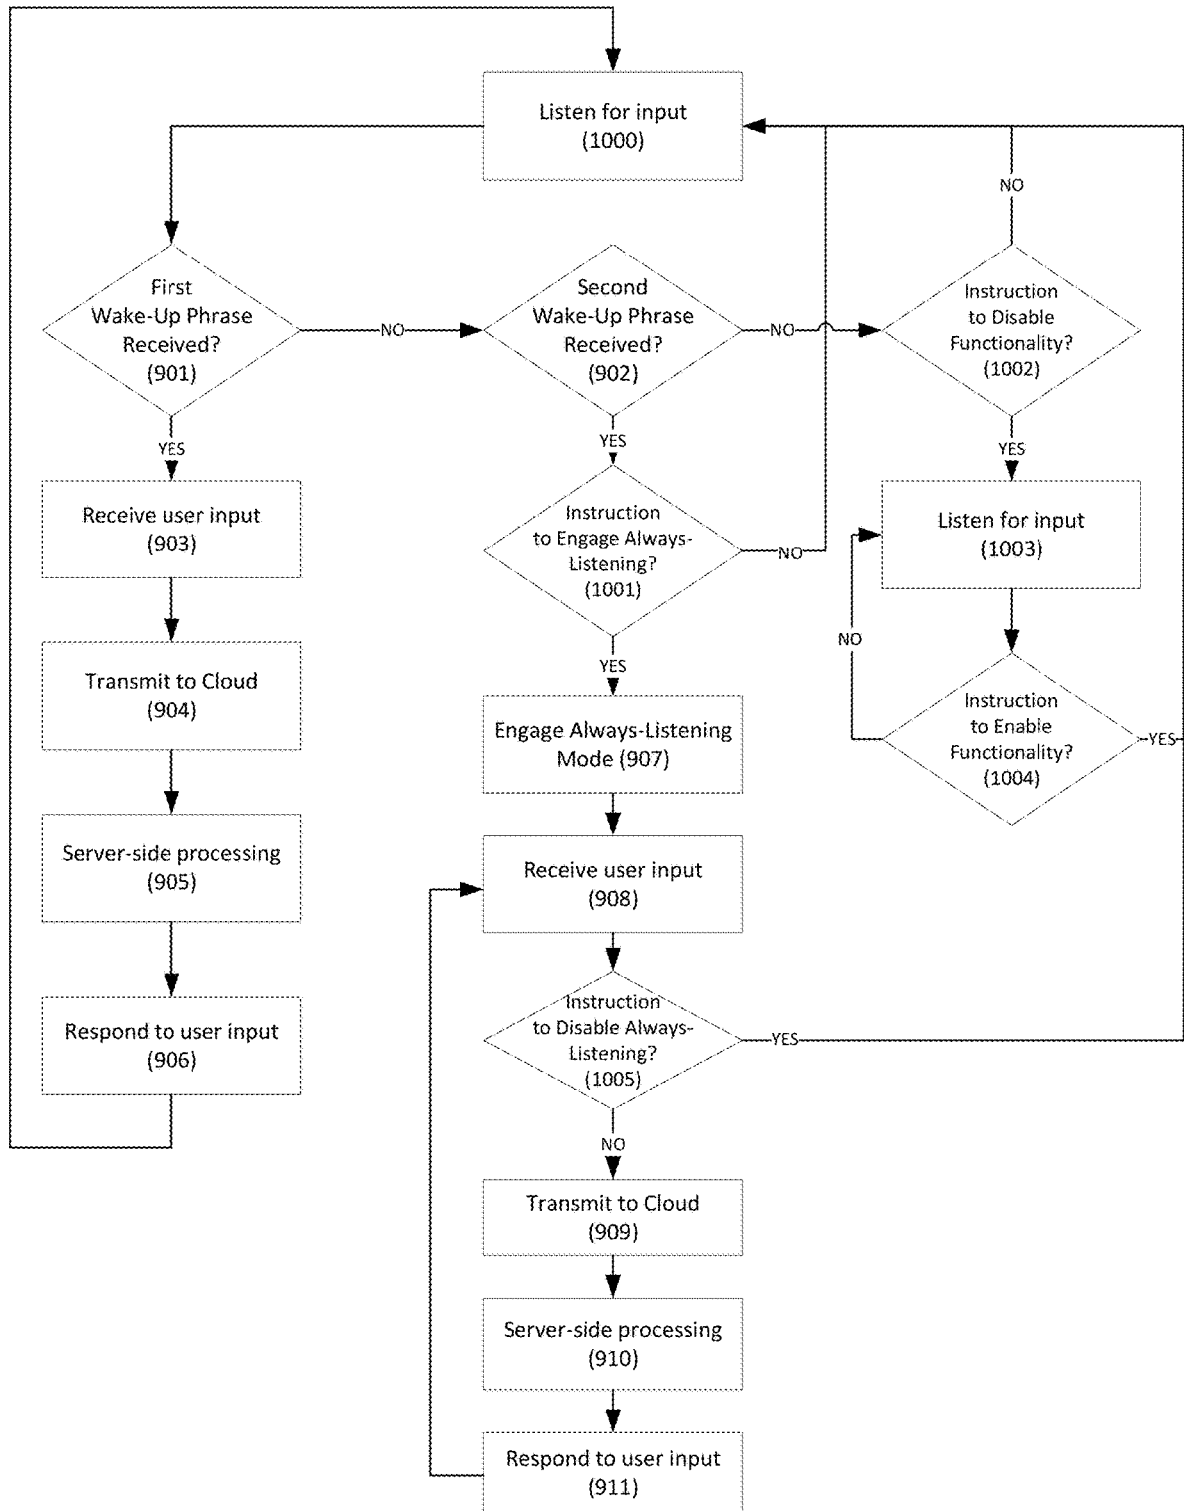 Listen for input
(1000)
NO
First
Wake-Up Phrase
Received?
(901)
NO
Second
Wake-Up Phrase
Received?
(902)
NO
Instruction
to Disable
Functionality?
(1002)
YES
YES
YES
Receive user input
(903)
Instruction
to Engage Always-
Listening?
(1001)
NO
Listen for input
(1003)
NO
YES
Transmit to Cloud
(904)
Engage Always-Listening
Mode (907)
Instruction
to Enable
Functionality?
(1004)
YES
Server-side processing
(905)
Receive user input
(908)
Respond to user input
(906)
Instruction
to Disable Always-
Listening?
(1005)
YES
NO
Transmit to Cloud
(909)
Server-side processing
(910)
Respond to user input
(911)